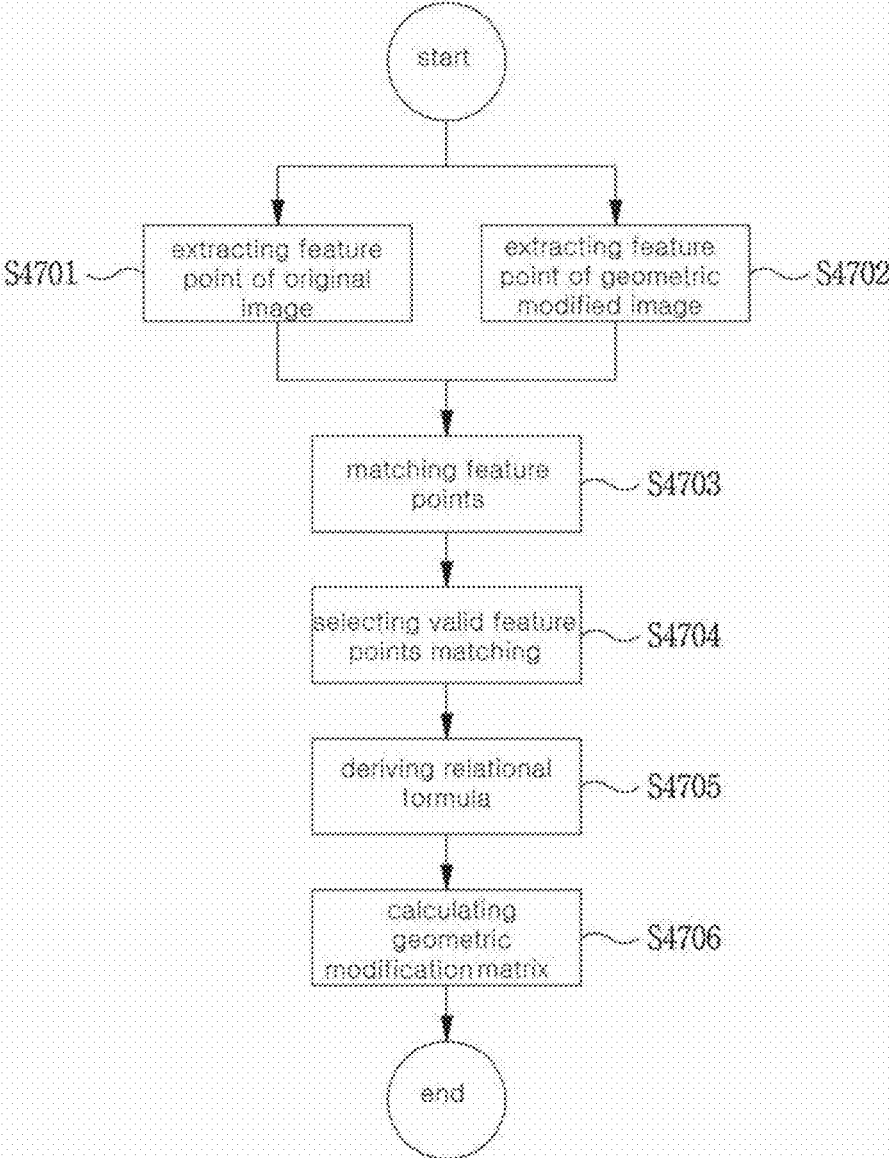 start
extracting feature
point of original
image
S4701
extracting feature
point of geometric
modified image
S4702
matching feature
points
S4703
selecting valid feature
points matching
S4704
deriving relational
formula
S4705
calculating
geometric
modification matrix
S4706
end